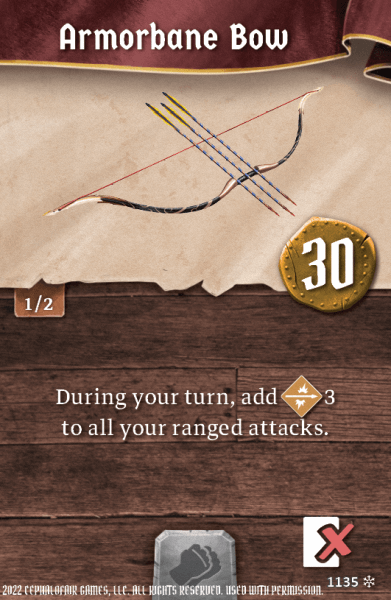 Armorbane Bow
30
1/2
During your turn, add 3
to all your ranged attacks.
1135
2022 CEPHALOFAIR GAMES, LLC. ALL RIGHTS RESERVED. USED WITH PERMISSION.